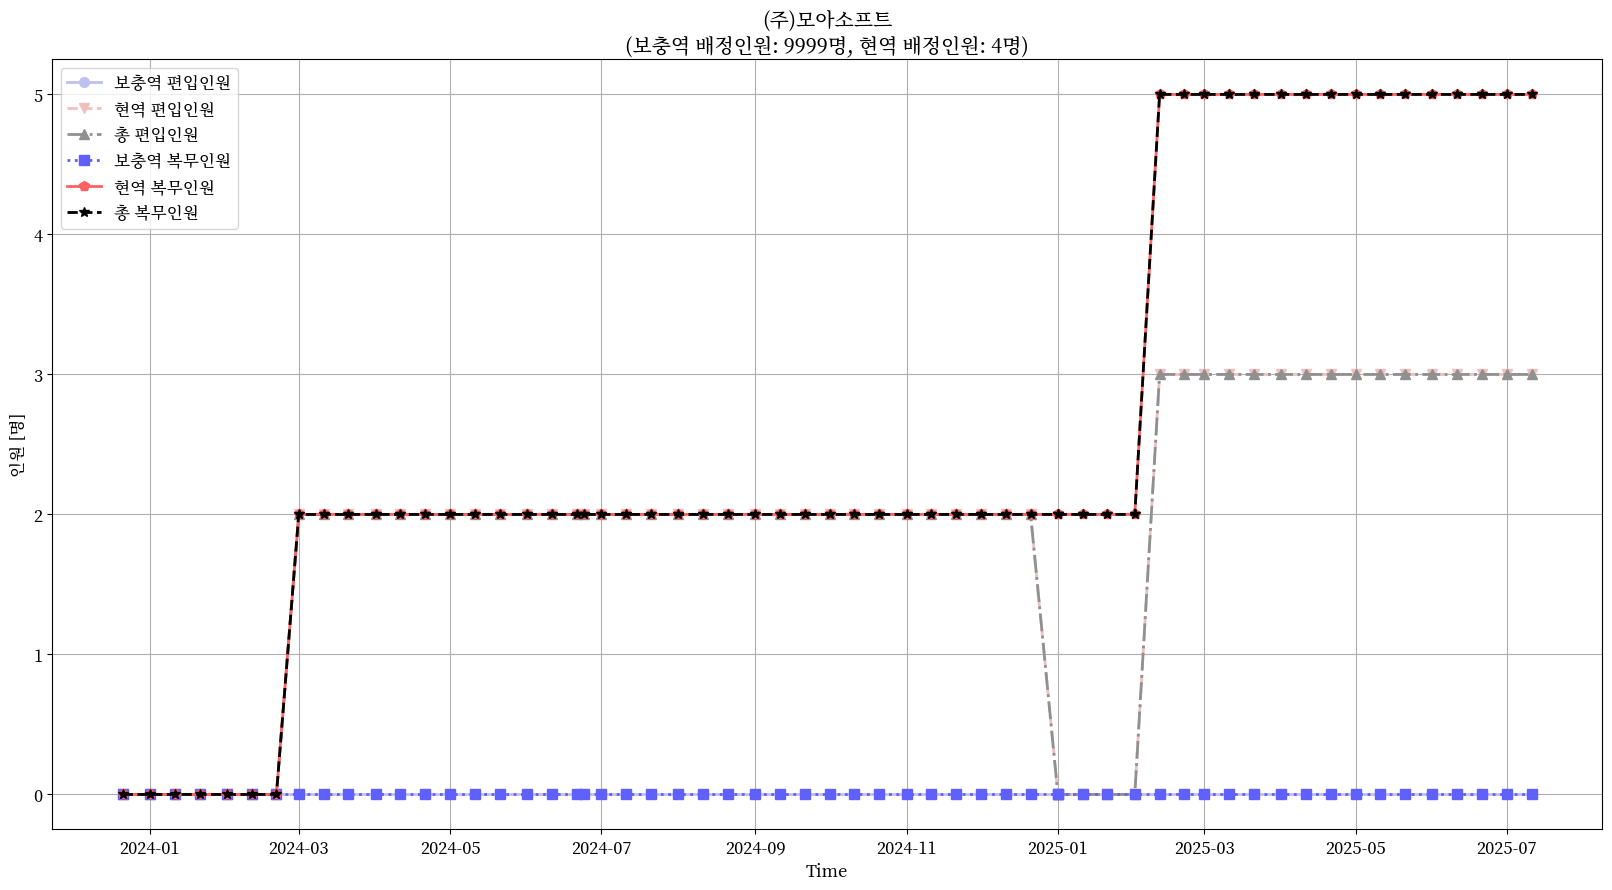 (주)모아소프트
(보충역 배정인원: 9999명, 현역 배정인원: 4명)
보충역 편입인원
현역 편입인원
총 편입인원
보충역 복무인원
현역 복무인원
총 복무인원
5
4
3
2
1
0
인원 [명]
2024-01 2024-03 2024-05 2024-07 2024-09 2024-11 2025-01 2025-03 2025-05 2025-07
Time